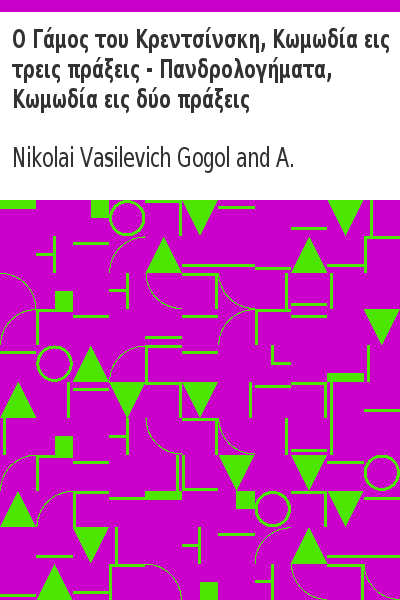 Ο Γάμος του Κρεντσίνσκη, Κωμωδία εις
τρεις πράξεις - Πανδρολογήματα,
Κωμωδία εις δύο πράξεις
Nikolai Vasilevich Gogol and A.